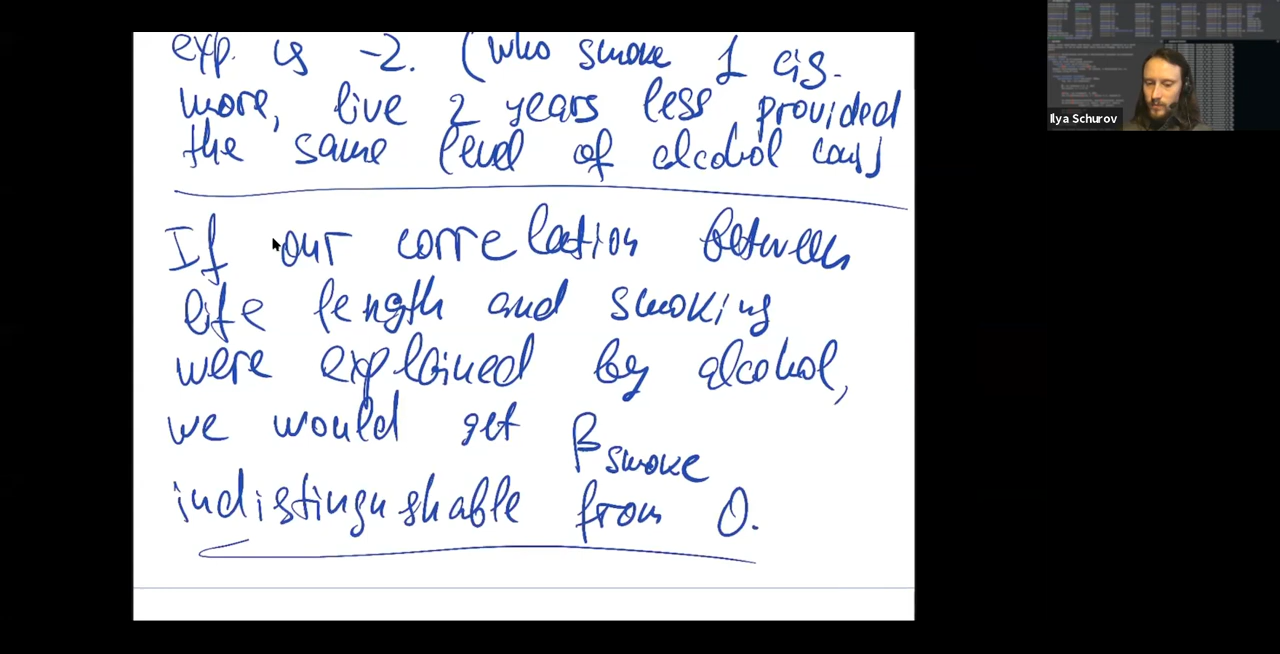 exp. is -2. (who smoke 1 cig.
more, live 2 years less provided
the same level of alcohol cons)
If our correlation between
life length and smoking
were explained by alcohol,
we would get β smoke
indistinguishable from 0.
Ilya Schurov